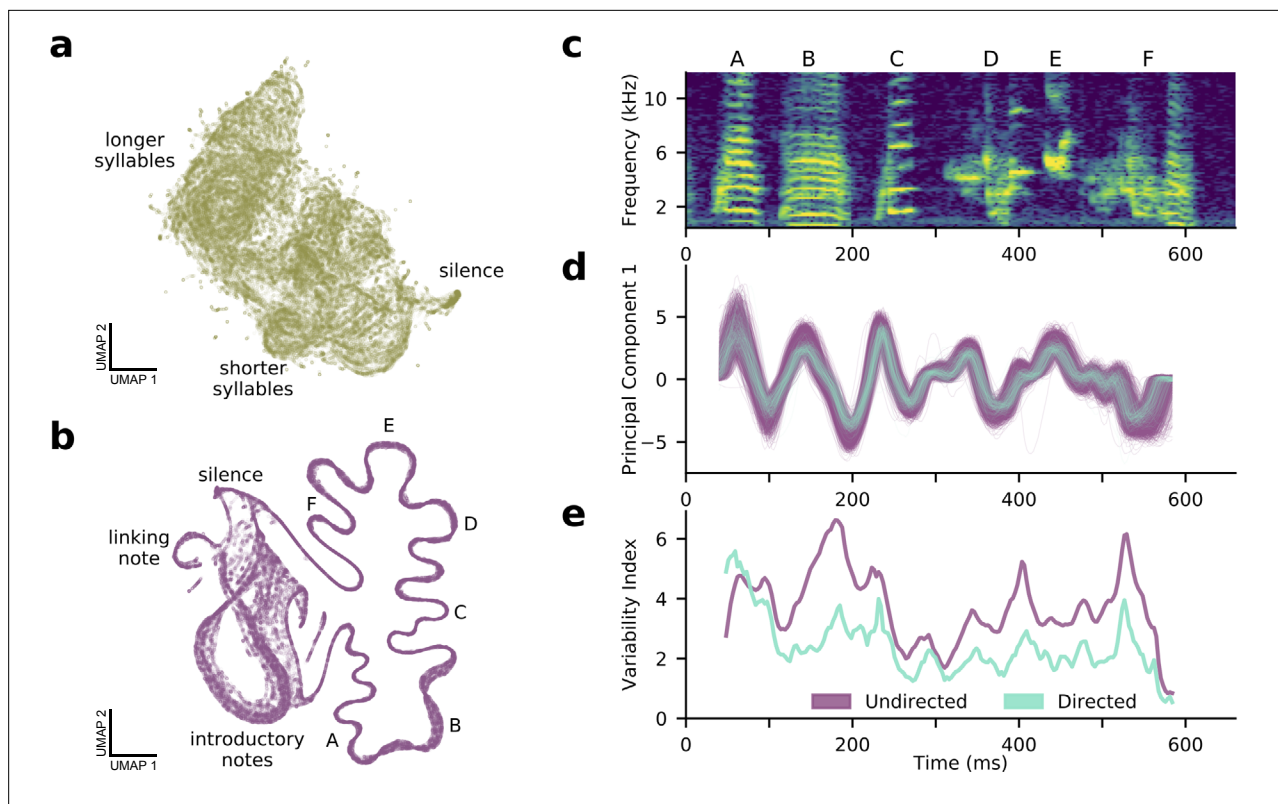 a
longer
syllables
silence
shorter
syllables
UMAP 2
UMAP 1
b
silence
linking
note
introductory
notes
A
B
C
D
E
F
UMAP 2
UMAP 1
c
A B C D E F
Frequency (kHz)
10
6
2
0 200 400 600
d
Principal Component 1
5
0
−5
0 200 400 600
e
Variability Index
6
4
2
0
Undirected Directed
0 200 400 600
Time (ms)